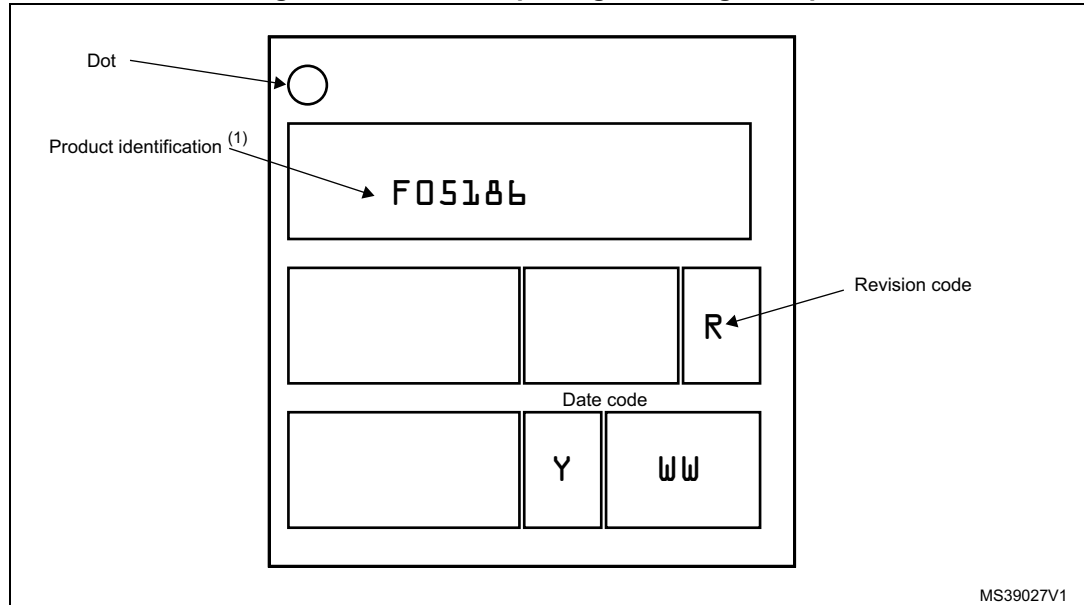 Dot
Product identification (1)
F05186
Revision code
R
Date code
Y WW
MS39027V1